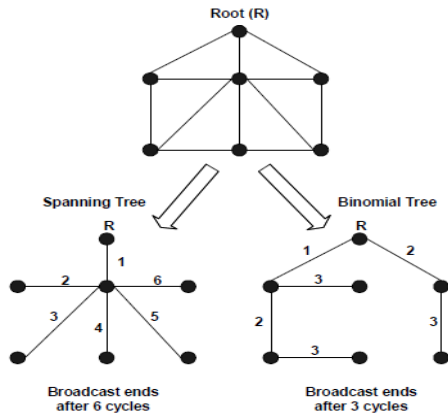 Root (R)
Spanning Tree
R
1
2
6
3
4
5
Broadcast ends
after 6 cycles
Binomial Tree
R
1
2
3
2
3
3
Broadcast ends
after 3 cycles